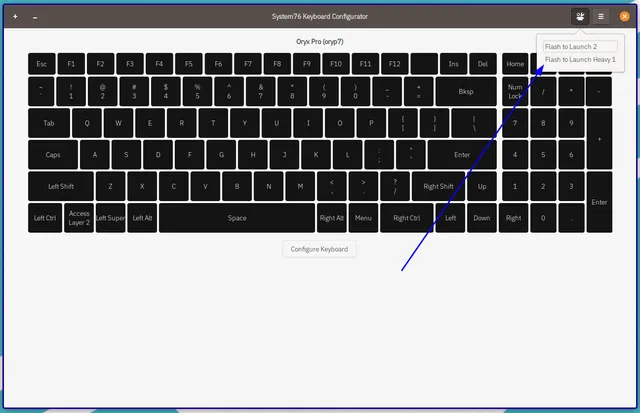 System76 Keyboard Configurator
Oryx Pro (oryp7)
Flash to Launch 2
Flash to Launch Heavy 1
Esc F1 F2 F3 F4 F5 F6 F7 F8 F9 F10 F11 F12 Ins Del Home
~ ! @ # $ % ^ & * ( ) _ + Bksp Num / * -
` 1 2 3 4 5 6 7 8 9 0 - = Lock
Tab Q W E R T Y U I O P { } | 7 8 9 +
[ ] \
Caps A S D F G H J K L : " Enter 4 5 6
; '
Left Shift Z X C V B N M < > ? Right Shift Up 1 2 3 Enter
, . /
Left Ctrl Access Left Super Left Alt Space Right Alt Menu Right Ctrl Left Down Right 0 .
Layer 2
Configure Keyboard